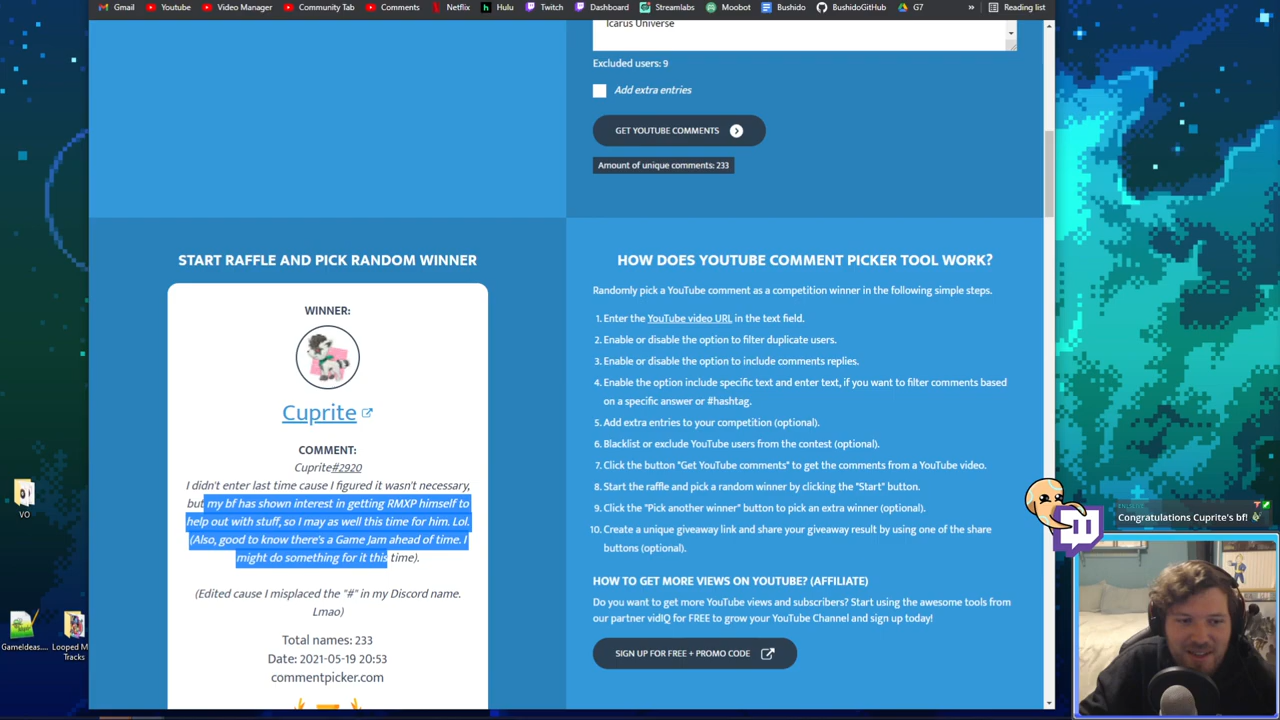 Gmail
Youtube
Video Manager
Community Tab
Comments
Netflix
Hulu
Twitch
Dashboard
Streamlabs
Moobot
Bushido
BushidoGitHub
G7
»
Reading list
Icarus Universe
Excluded users: 9
Add extra entries
GET YOUTUBE COMMENTS
Amount of unique comments: 233
START RAFFLE AND PICK RANDOM WINNER
WINNER:
Cuprite
COMMENT:
Cuprite#2920
I didn't enter last time cause I figured it wasn't necessary,
but my bf has shown interest in getting RMXP himself to
help out with stuff, so I may as well this time for him. Lol.
(Also, good to know there's a Game Jam ahead of time. I
might do something for it this time).
(Edited cause I misplaced the "#" in my Discord name.
Lmao)
Total names: 233
Date: 2021-05-19 20:53
commentpicker.com
HOW DOES YOUTUBE COMMENT PICKER TOOL WORK?
Randomly pick a YouTube comment as a competition winner in the following simple steps.
1. Enter the YouTube video URL in the text field.
2. Enable or disable the option to filter duplicate users.
3. Enable or disable the option to include comments replies.
4. Enable the option include specific text and enter text, if you want to filter comments based
on a specific answer or #hashtag.
5. Add extra entries to your competition (optional).
6. Blacklist or exclude YouTube users from the contest (optional).
7. Click the button "Get YouTube comments" to get the comments from a YouTube video.
8. Start the raffle and pick a random winner by clicking the "Start" button.
9. Click the "Pick another winner" button to pick an extra winner (optional).
10. Create a unique giveaway link and share your giveaway result by using one of the share
buttons (optional).
HOW TO GET MORE VIEWS ON YOUTUBE? (AFFILIATE)
Do you want to get more YouTube views and subscribers? Start using the awesome tools from
our partner vidIQ for FREE to grow your YouTube Channel and sign up today!
SIGN UP FOR FREE + PROMO CODE
VO
GameIdeas....
Looped M...
Tracks
Congratulations Cuprite's bf!